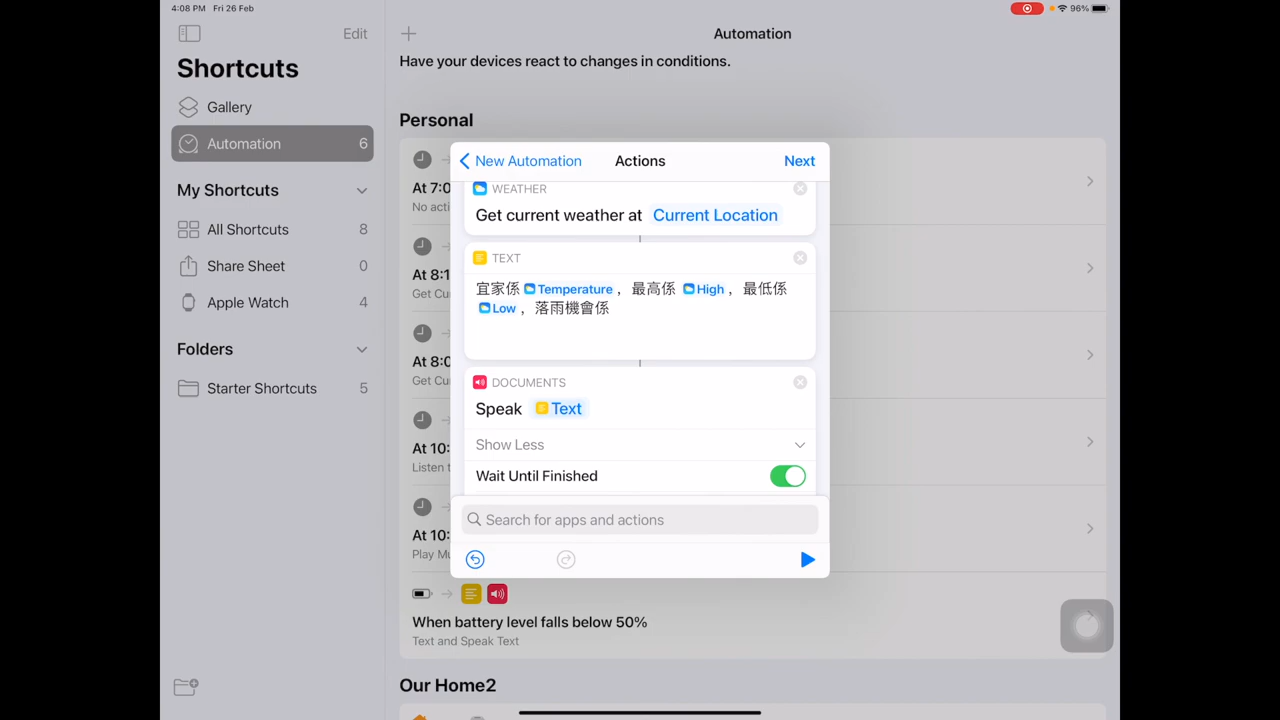 4:08 PM Fri 26 Feb
96%
Edit
Shortcuts
Gallery
Automation 6
My Shortcuts
All Shortcuts 8
Share Sheet 0
Apple Watch 4
Folders
Starter Shortcuts 5
Automation
Have your devices react to changes in conditions.
Personal
At 7:0
No acti
At 8:1
Get Cu
At 8:0
Get Cu
At 10:
Listen t
At 10:
Play Mu
New Automation Actions Next
WEATHER
Get current weather at Current Location
TEXT
宜家係 Temperature ，最高係 High ，最低係
Low ，落雨機會係
DOCUMENTS
Speak Text
Show Less
Wait Until Finished
Search for apps and actions
When battery level falls below 50%
Text and Speak Text
Our Home2